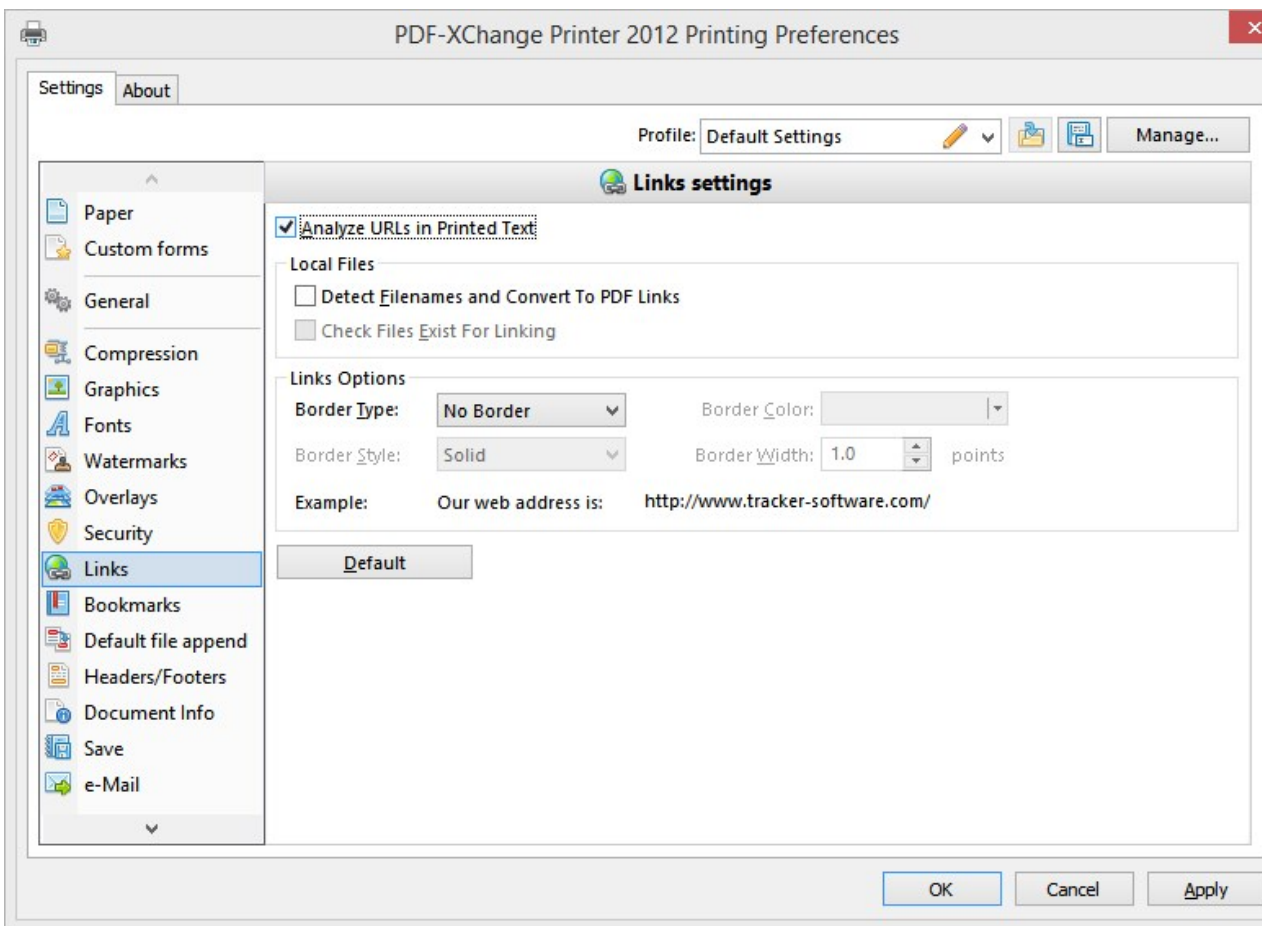 PDF-XChange Printer 2012 Printing Preferences
Settings About
Profile: Default Settings Manage...
Links settings
Paper
Custom forms
General
Compression
Graphics
Fonts
Watermarks
Overlays
Security
Links
Bookmarks
Default file append
Headers/Footers
Document Info
Save
e-Mail
Analyze URLs in Printed Text
Local Files
Detect Filenames and Convert To PDF Links
Check Files Exist For Linking
Links Options
Border Type: No Border Border Color:
Border Style: Solid Border Width: 1.0 points
Example: Our web address is: http://www.tracker-software.com/
Default
OK Cancel Apply